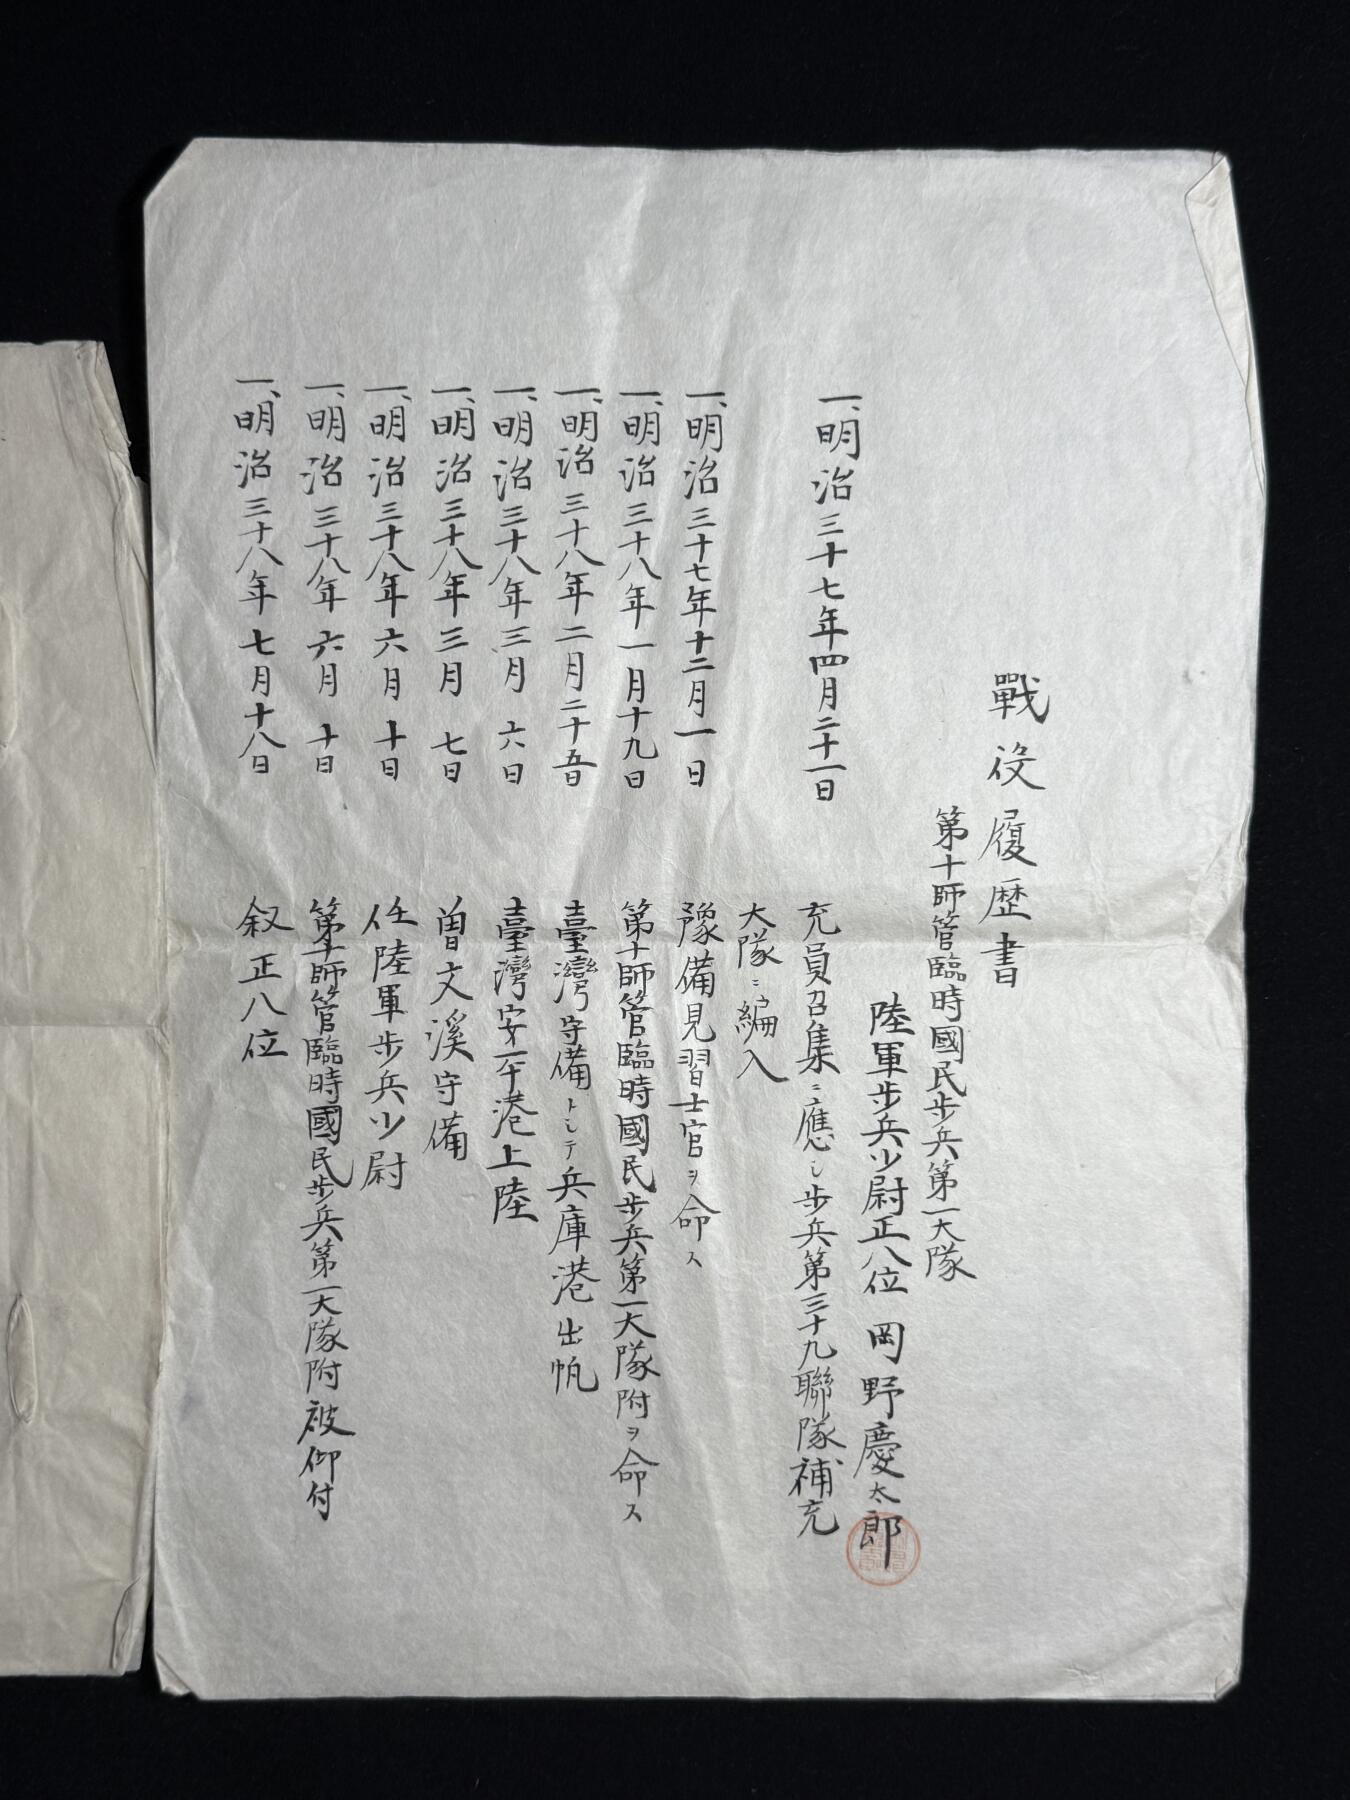 戰役履歴書
第十師管臨時國民步兵第一大隊
陸軍步兵少尉正八位 岡野慶太郎
一、明治三十七年四月二十一日 充員召集ニ應シ步兵第三十九聯隊補充
大隊ニ編入
一、明治三十七年十二月一日 豫備見習士官ヲ命ス
一、明治三十八年一月十九日 第十師管臨時國民步兵第一大隊附ヲ命ス
一、明治三十八年二月二十五日 臺灣守備トシテ兵庫港出帆
一、明治三十八年三月六日 臺灣安平港上陸
一、明治三十八年三月七日 曽文溪守備
一、明治三十八年六月十日 任陸軍步兵少尉
一、明治三十八年六月十日 第十師管臨時國民步兵第一大隊附被仰付
一、明治三十八年七月十八日 叙正八位